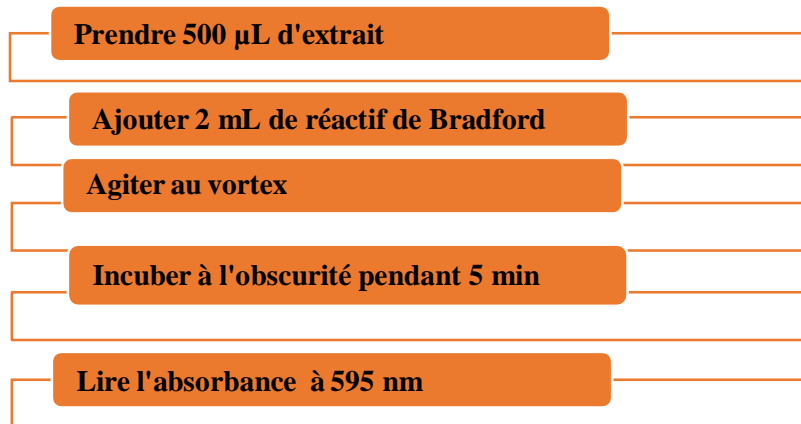 Prendre 500 µL d'extrait
Ajouter 2 mL de réactif de Bradford
Agiter au vortex
Incuber à l'obscurité pendant 5 min
Lire l'absorbance à 595 nm